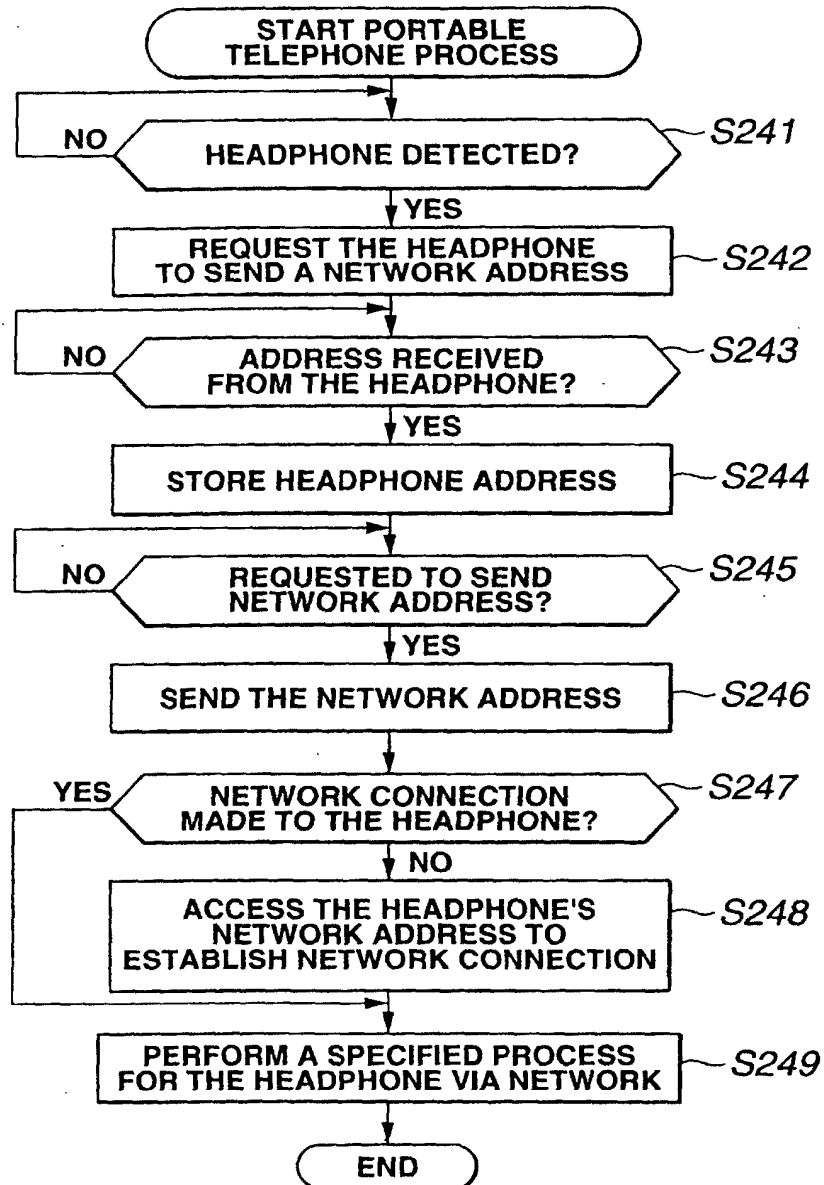 START PORTABLE
TELEPHONE PROCESS
NO
HEADPHONE DETECTED?
S241
YES
REQUEST THE HEADPHONE
TO SEND A NETWORK ADDRESS
S242
NO
ADDRESS RECEIVED
FROM THE HEADPHONE?
S243
YES
STORE HEADPHONE ADDRESS
S244
NO
REQUESTED TO SEND
NETWORK ADDRESS?
S245
YES
SEND THE NETWORK ADDRESS
S246
YES
NETWORK CONNECTION
MADE TO THE HEADPHONE?
S247
NO
ACCESS THE HEADPHONE'S
NETWORK ADDRESS TO
ESTABLISH NETWORK CONNECTION
S248
PERFORM A SPECIFIED PROCESS
FOR THE HEADPHONE VIA NETWORK
S249
END